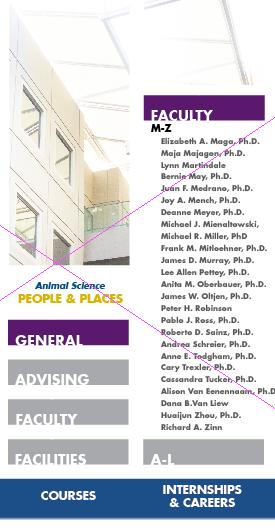 FACULTY
M-Z
Elizabeth A. Maga, Ph.D.
Maja Majagon, Ph.D.
Lynn Martindale
Bernie May, Ph.D.
Juan F. Medrano, Ph.D.
Joy A. Mench, Ph.D.
Deanne Meyer, Ph.D.
Michael J. Mienaltowski,
Michael R. Miller, PhD
Frank M. Mitloehner, Ph.D.
James D. Murray, Ph.D.
Lee Allen Pettey, Ph.D.
Anita M. Oberbauer, Ph.D.
James W. Oltjen, Ph.D.
Peter H. Robinson
Pablo J. Ross, Ph.D.
Roberto D. Sainz, Ph.D.
Andrea Schreier, Ph.D.
Anne E. Todgham, Ph.D.
Cary Trexler, Ph.D.
Cassandra Tucker, Ph.D.
Alison Van Eenennaam, Ph.D
Dana B.Van Liew
Huaijun Zhou, Ph.D.
Richard A. Zinn
Animal Science
PEOPLE & PLACES
GENERAL
ADVISING
FACULTY
FACILITIES
A-L
COURSES
INTERNSHIPS
& CAREERS